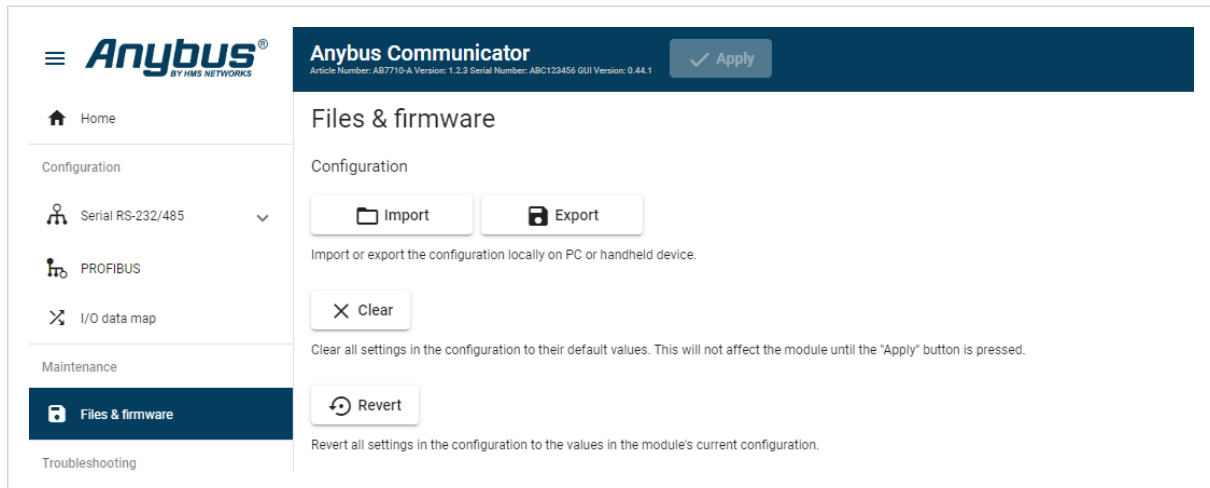 Anybus®
BY HMS NETWORKS
Anybus Communicator
Article Number: AB7710-A Version: 1.2.3 Serial Number: ABC123456 GUI Version: 0.44.1
Apply
Home
Configuration
Serial RS-232/485
PROFIBUS
I/O data map
Maintenance
Files & firmware
Troubleshooting
Files & firmware
Configuration
Import
Export
Import or export the configuration locally on PC or handheld device.
Clear
Clear all settings in the configuration to their default values. This will not affect the module until the "Apply" button is pressed.
Revert
Revert all settings in the configuration to the values in the module's current configuration.